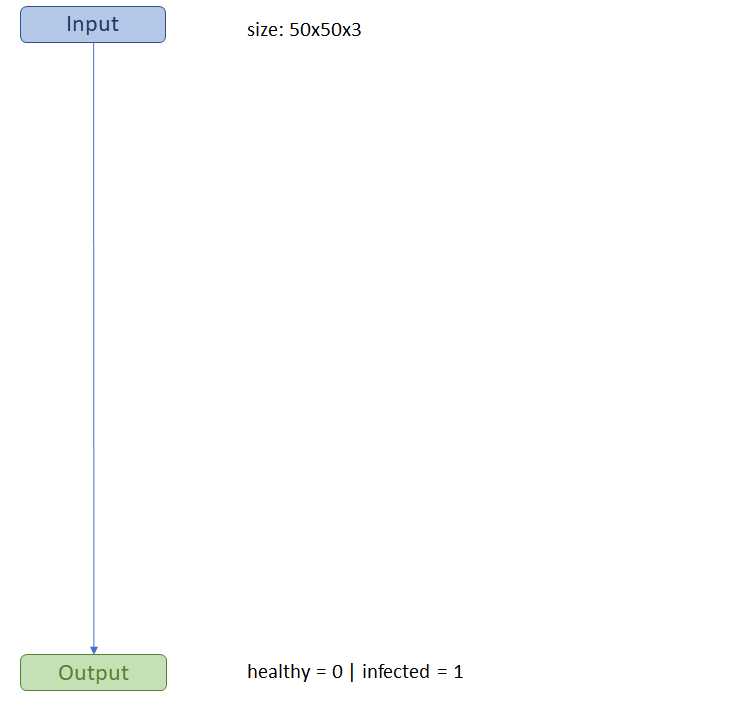 Input
size: 50x50x3
Output
healthy = 0 | infected = 1